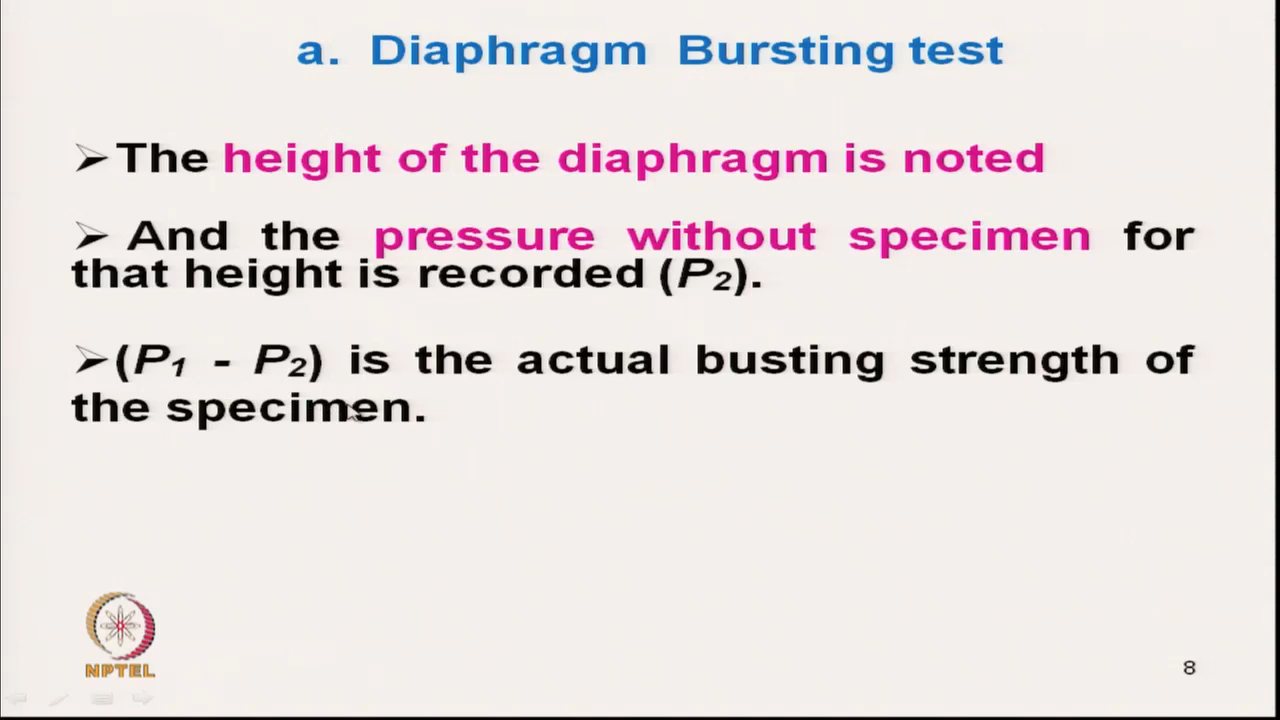 a. Diaphragm Bursting test
➢The height of the diaphragm is noted
➢ And the pressure without specimen for
that height is recorded (P₂).
➢(P₁ - P₂) is the actual busting strength of
the specimen.
NPTEL
8